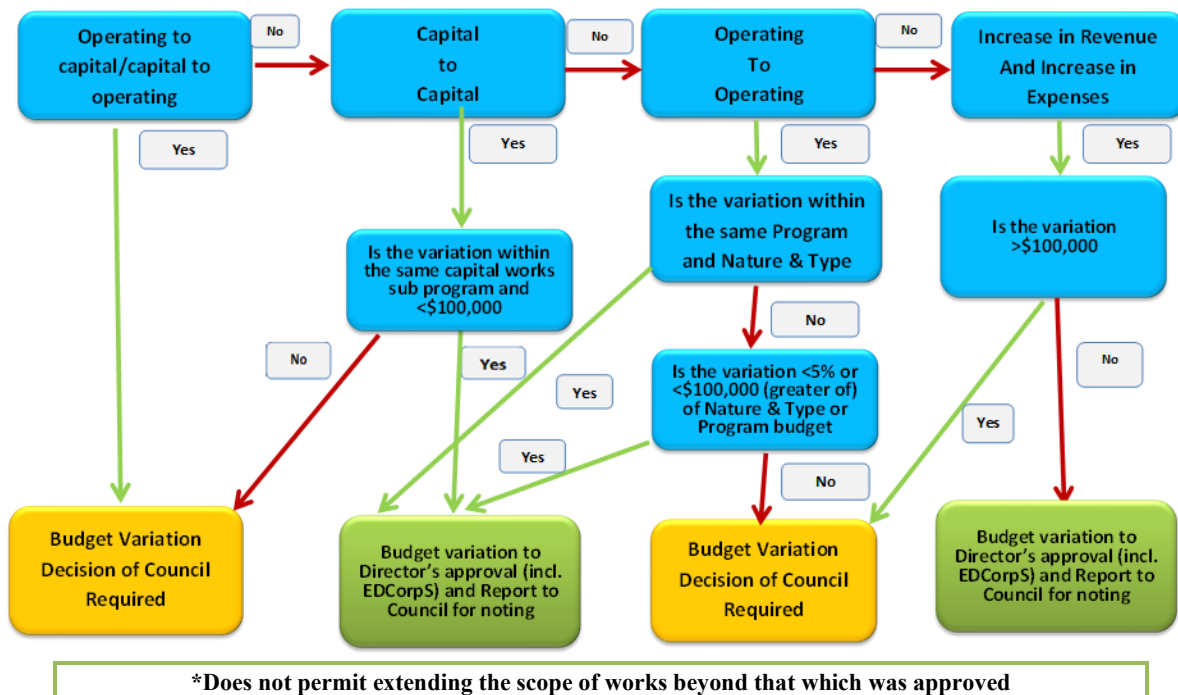 Operating to
capital/capital to
operating
No
Capital
to
Capital
No
Operating
To
Operating
No
Increase in Revenue
And Increase in
Expenses
Yes
Yes
Yes
Yes
Is the variation within
the same capital works
sub program and
<$100,000
Is the variation within
the same Program
and Nature & Type
Is the variation
>$100,000
No
No
Yes
Yes
Is the variation <5% or
<$100,000 (greater of)
of Nature & Type or
Program budget
No
Yes
Yes
No
Budget Variation
Decision of Council
Required
Budget variation to
Director's approval (incl.
EDCorpS) and Report to
Council for noting
Budget Variation
Decision of Council
Required
Budget variation to
Director's approval (incl.
EDCorpS) and Report to
Council for noting
*Does not permit extending the scope of works beyond that which was approved